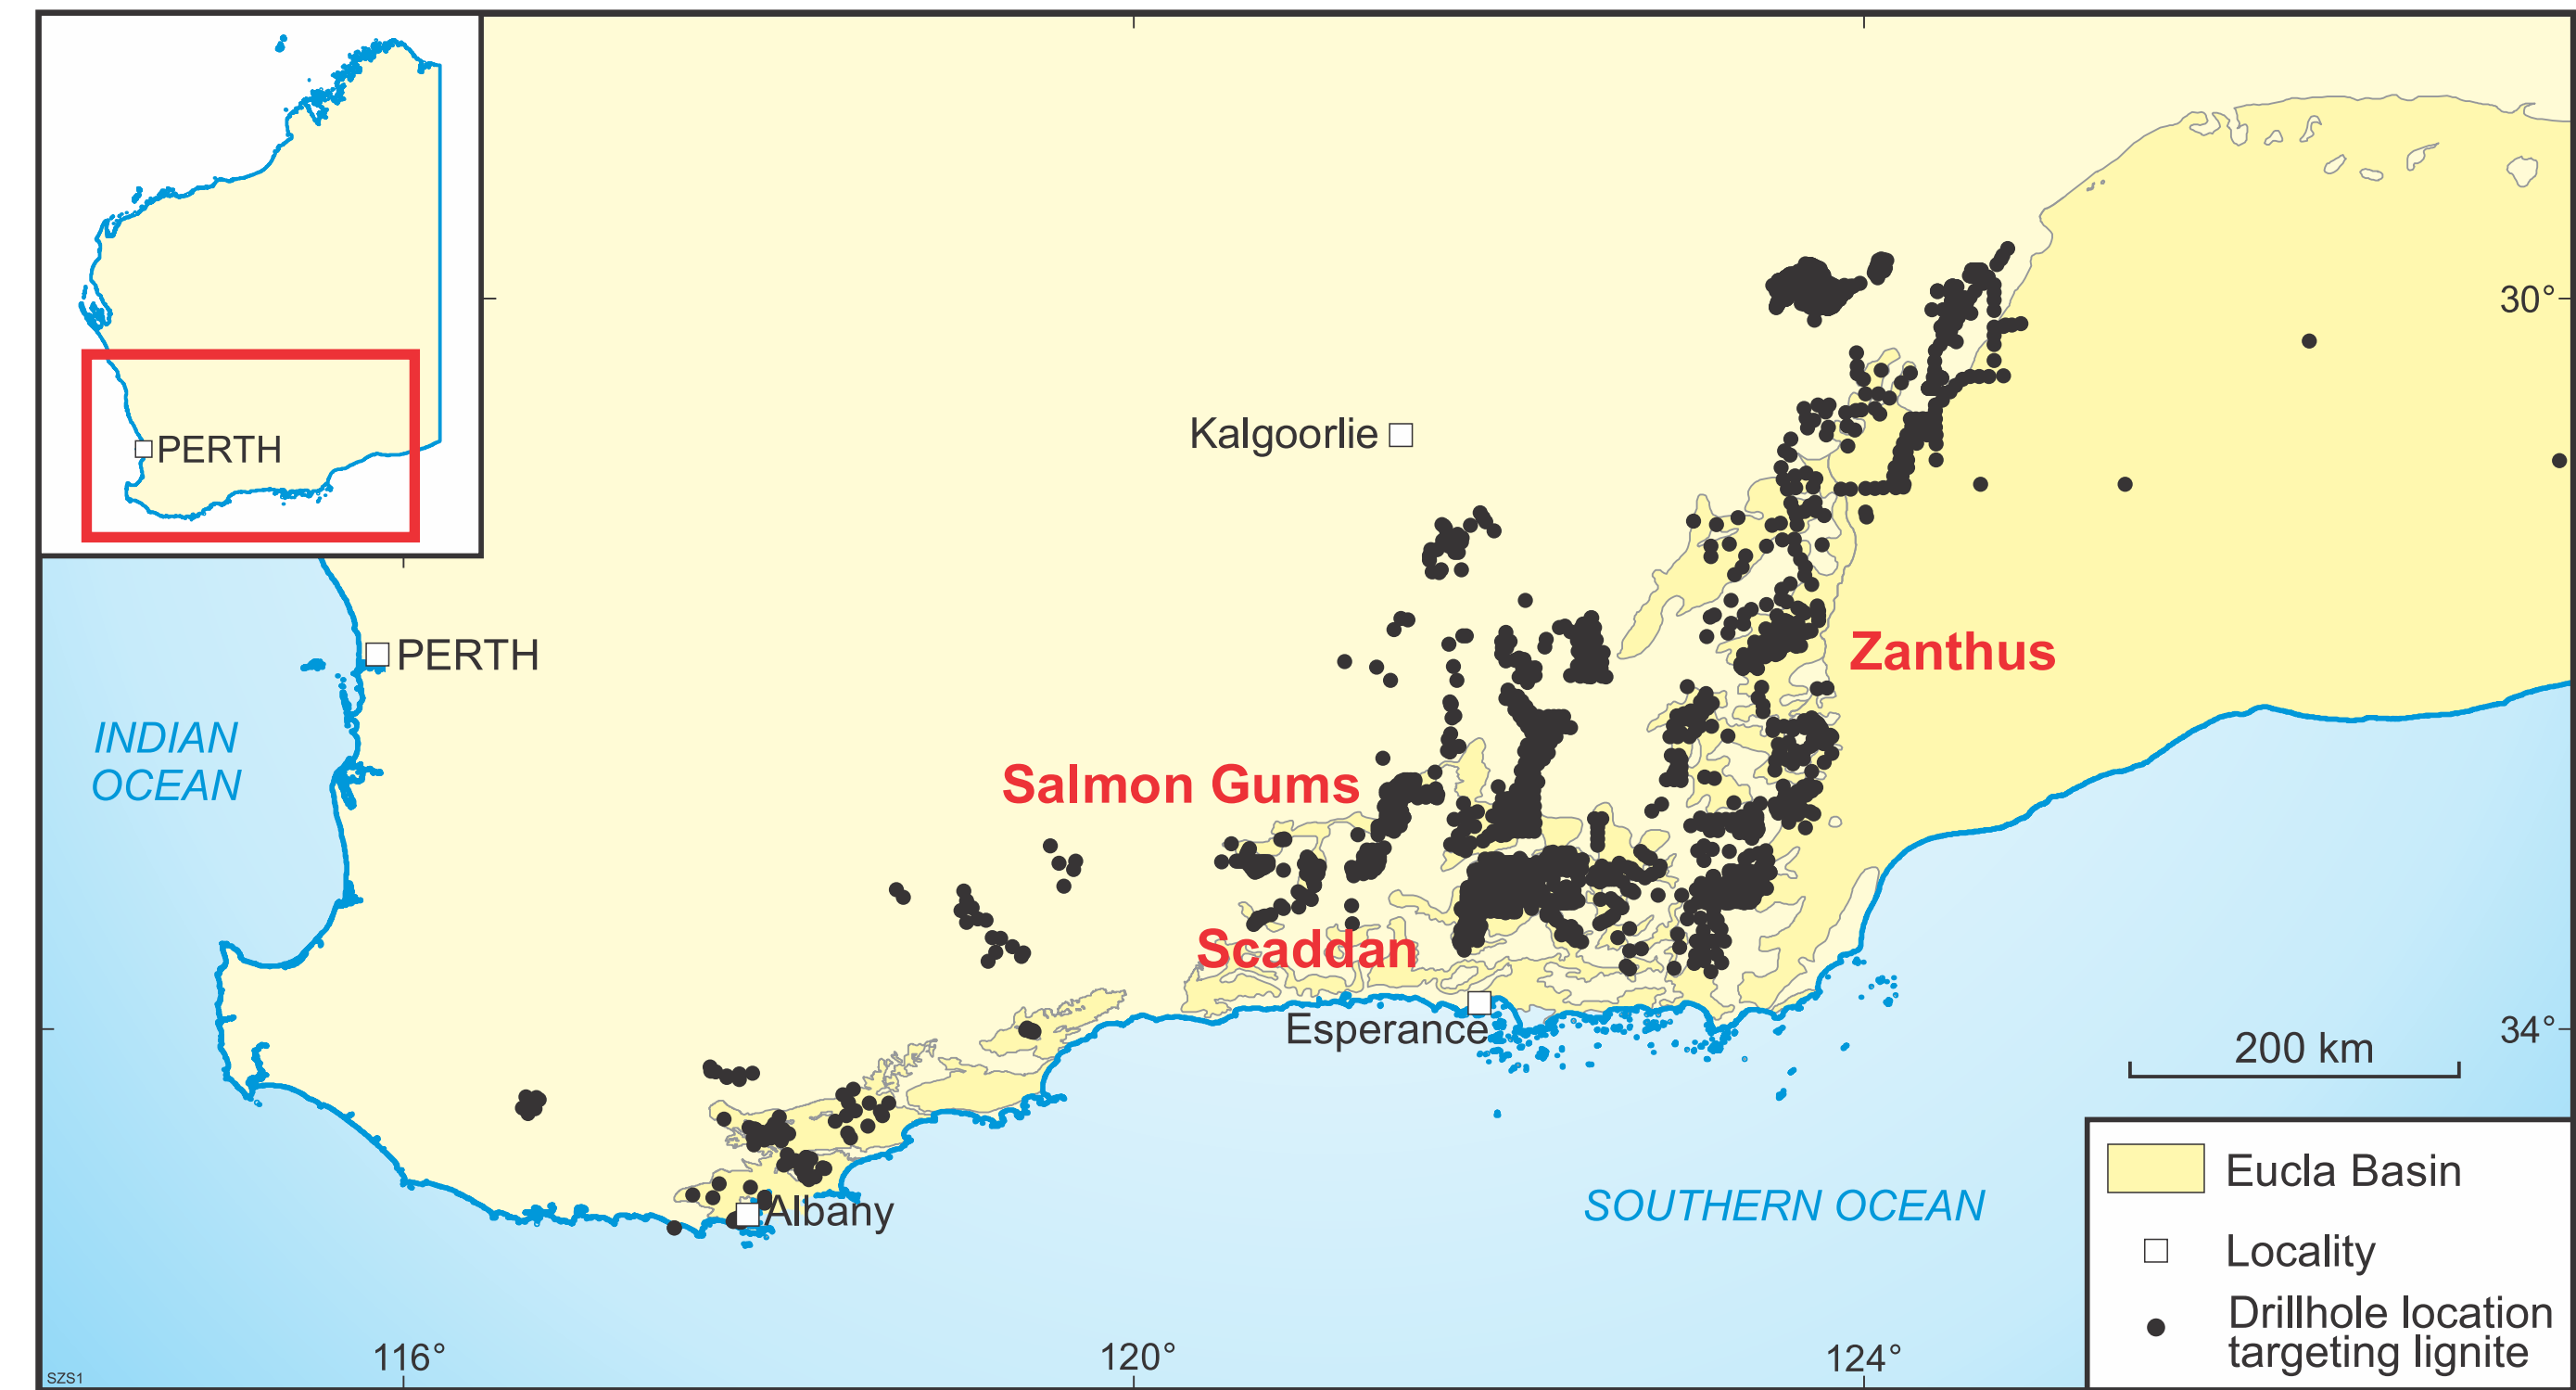 PERTH
30°
Kalgoorlie
PERTH
Zanthus
INDIAN
OCEAN
Salmon Gums
Scaddan
Esperance
34°
200 km
Albany
SOUTHERN OCEAN
Eucla Basin
Locality
Drillhole location
targeting lignite
116°
120°
124°
SZS1